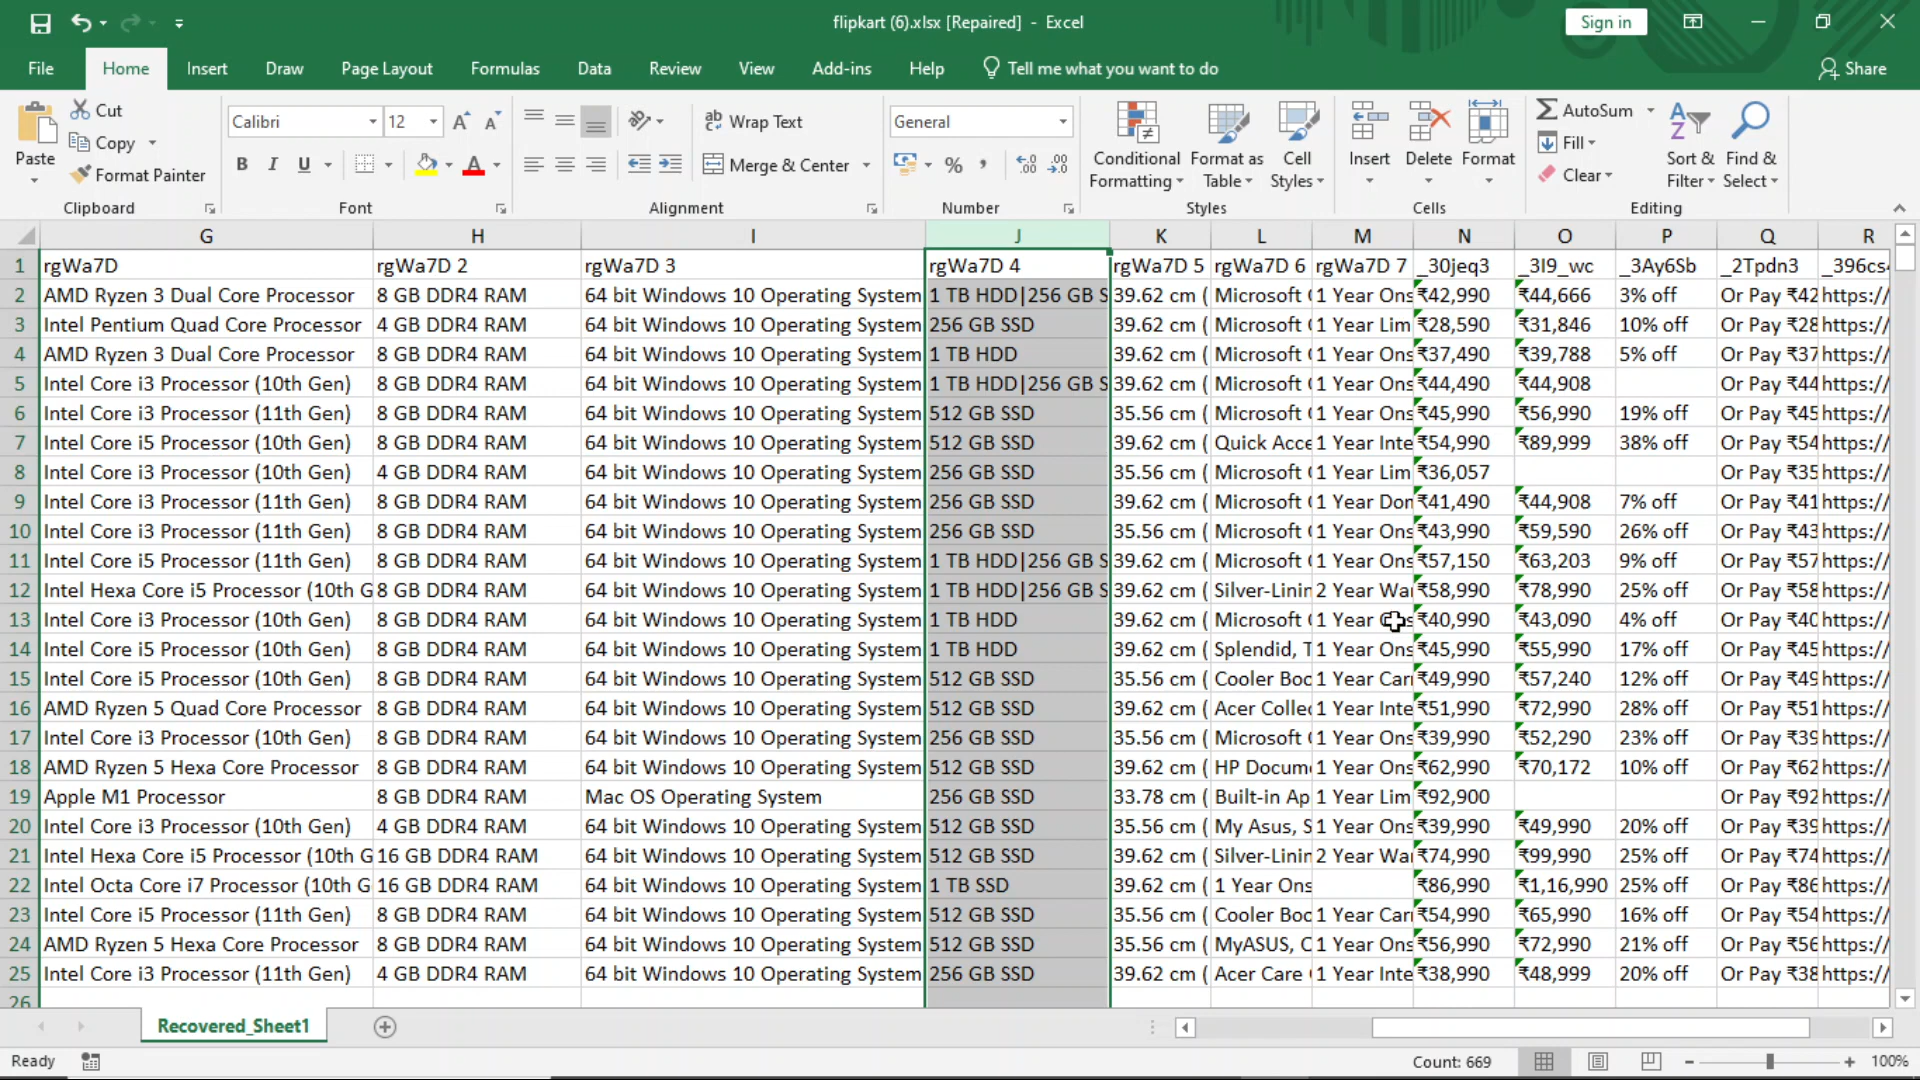 flipkart (6).xlsx [Repaired] - Excel
Sign in
File Home Insert Draw Page Layout Formulas Data Review View Add-ins Help Tell me what you want to do Share
Paste
Cut
Copy
Format Painter
Clipboard
Calibri 12
B I U
Font
Wrap Text
Merge & Center
Alignment
General
%
Number
Conditional Formatting
Format as Table
Cell Styles
Styles
Insert Delete Format
Cells
AutoSum
Fill
Clear
Sort & Filter
Find & Select
Editing
G H I J K L M N O P Q R
1 rgWa7D rgWa7D 2 rgWa7D 3 rgWa7D 4 rgWa7D 5 rgWa7D 6 rgWa7D 7 _30jeq3 _3I9_wc _3Ay6Sb _2Tpdn3 _396cs
2 AMD Ryzen 3 Dual Core Processor 8 GB DDR4 RAM 64 bit Windows 10 Operating System 1 TB HDD|256 GB S 39.62 cm ( Microsoft 1 Year Ons ₹42,990 ₹44,666 3% off Or Pay ₹42 https://
3 Intel Pentium Quad Core Processor 4 GB DDR4 RAM 64 bit Windows 10 Operating System 256 GB SSD 39.62 cm ( Microsoft 1 Year Lim ₹28,590 ₹31,846 10% off Or Pay ₹28 https://
4 AMD Ryzen 3 Dual Core Processor 8 GB DDR4 RAM 64 bit Windows 10 Operating System 1 TB HDD 39.62 cm ( Microsoft 1 Year Ons ₹37,490 ₹39,788 5% off Or Pay ₹37 https://
5 Intel Core i3 Processor (10th Gen) 8 GB DDR4 RAM 64 bit Windows 10 Operating System 1 TB HDD|256 GB S 39.62 cm ( Microsoft 1 Year Ons ₹44,490 ₹44,908 Or Pay ₹44 https://
6 Intel Core i3 Processor (11th Gen) 8 GB DDR4 RAM 64 bit Windows 10 Operating System 512 GB SSD 35.56 cm ( Microsoft 1 Year Ons ₹45,990 ₹56,990 19% off Or Pay ₹45 https://
7 Intel Core i5 Processor (10th Gen) 8 GB DDR4 RAM 64 bit Windows 10 Operating System 512 GB SSD 39.62 cm ( Quick Acce 1 Year Inte ₹54,990 ₹89,999 38% off Or Pay ₹54 https://
8 Intel Core i3 Processor (10th Gen) 4 GB DDR4 RAM 64 bit Windows 10 Operating System 256 GB SSD 35.56 cm ( Microsoft 1 Year Lim ₹36,057 Or Pay ₹35 https://
9 Intel Core i3 Processor (11th Gen) 8 GB DDR4 RAM 64 bit Windows 10 Operating System 256 GB SSD 39.62 cm ( Microsoft 1 Year Don ₹41,490 ₹44,908 7% off Or Pay ₹41 https://
10 Intel Core i3 Processor (11th Gen) 8 GB DDR4 RAM 64 bit Windows 10 Operating System 256 GB SSD 35.56 cm ( Microsoft 1 Year Ons ₹43,990 ₹59,590 26% off Or Pay ₹43 https://
11 Intel Core i5 Processor (11th Gen) 8 GB DDR4 RAM 64 bit Windows 10 Operating System 1 TB HDD|256 GB S 39.62 cm ( Microsoft 1 Year Ons ₹57,150 ₹63,203 9% off Or Pay ₹57 https://
12 Intel Hexa Core i5 Processor (10th G 8 GB DDR4 RAM 64 bit Windows 10 Operating System 1 TB HDD|256 GB S 39.62 cm ( Silver-Linin 2 Year Wa ₹58,990 ₹78,990 25% off Or Pay ₹58 https://
13 Intel Core i3 Processor (10th Gen) 8 GB DDR4 RAM 64 bit Windows 10 Operating System 1 TB HDD 39.62 cm ( Microsoft 1 Year Ons ₹40,990 ₹43,090 4% off Or Pay ₹40 https://
14 Intel Core i5 Processor (10th Gen) 8 GB DDR4 RAM 64 bit Windows 10 Operating System 1 TB HDD 39.62 cm ( Splendid, T 1 Year Ons ₹45,990 ₹55,990 17% off Or Pay ₹45 https://
15 Intel Core i5 Processor (10th Gen) 8 GB DDR4 RAM 64 bit Windows 10 Operating System 512 GB SSD 39.62 cm ( Cooler Boo 1 Year Carr ₹49,990 ₹57,240 12% off Or Pay ₹49 https://
16 AMD Ryzen 5 Quad Core Processor 8 GB DDR4 RAM 64 bit Windows 10 Operating System 512 GB SSD 39.62 cm ( Acer Collec 1 Year Inte ₹51,990 ₹72,990 28% off Or Pay ₹51 https://
17 Intel Core i3 Processor (10th Gen) 8 GB DDR4 RAM 64 bit Windows 10 Operating System 256 GB SSD 35.56 cm ( Microsoft 1 Year Ons ₹39,990 ₹52,290 23% off Or Pay ₹39 https://
18 AMD Ryzen 5 Hexa Core Processor 8 GB DDR4 RAM 64 bit Windows 10 Operating System 512 GB SSD 39.62 cm ( HP Docum 1 Year Ons ₹62,990 ₹70,172 10% off Or Pay ₹62 https://
19 Apple M1 Processor 8 GB DDR4 RAM Mac OS Operating System 256 GB SSD 33.78 cm ( Built-in Ap 1 Year Lim ₹92,900 Or Pay ₹92 https://
20 Intel Core i3 Processor (10th Gen) 4 GB DDR4 RAM 64 bit Windows 10 Operating System 512 GB SSD 35.56 cm ( My Asus, S 1 Year Ons ₹39,990 ₹49,990 20% off Or Pay ₹39 https://
21 Intel Hexa Core i5 Processor (10th G 16 GB DDR4 RAM 64 bit Windows 10 Operating System 512 GB SSD 39.62 cm ( Silver-Linin 2 Year Wa ₹74,990 ₹99,990 25% off Or Pay ₹74 https://
22 Intel Octa Core i7 Processor (10th G 16 GB DDR4 RAM 64 bit Windows 10 Operating System 1 TB SSD 39.62 cm ( 1 Year Ons ₹86,990 ₹1,16,990 25% off Or Pay ₹86 https://
23 Intel Core i5 Processor (11th Gen) 8 GB DDR4 RAM 64 bit Windows 10 Operating System 512 GB SSD 35.56 cm ( Cooler Boo 1 Year Carr ₹54,990 ₹65,990 16% off Or Pay ₹54 https://
24 AMD Ryzen 5 Hexa Core Processor 8 GB DDR4 RAM 64 bit Windows 10 Operating System 512 GB SSD 35.56 cm ( MyASUS, C 1 Year Ons ₹56,990 ₹72,990 21% off Or Pay ₹56 https://
25 Intel Core i3 Processor (11th Gen) 4 GB DDR4 RAM 64 bit Windows 10 Operating System 256 GB SSD 39.62 cm ( Acer Care 1 Year Inte ₹38,990 ₹48,999 20% off Or Pay ₹38 https://
26
Recovered_Sheet1
Ready
Count: 669
100%